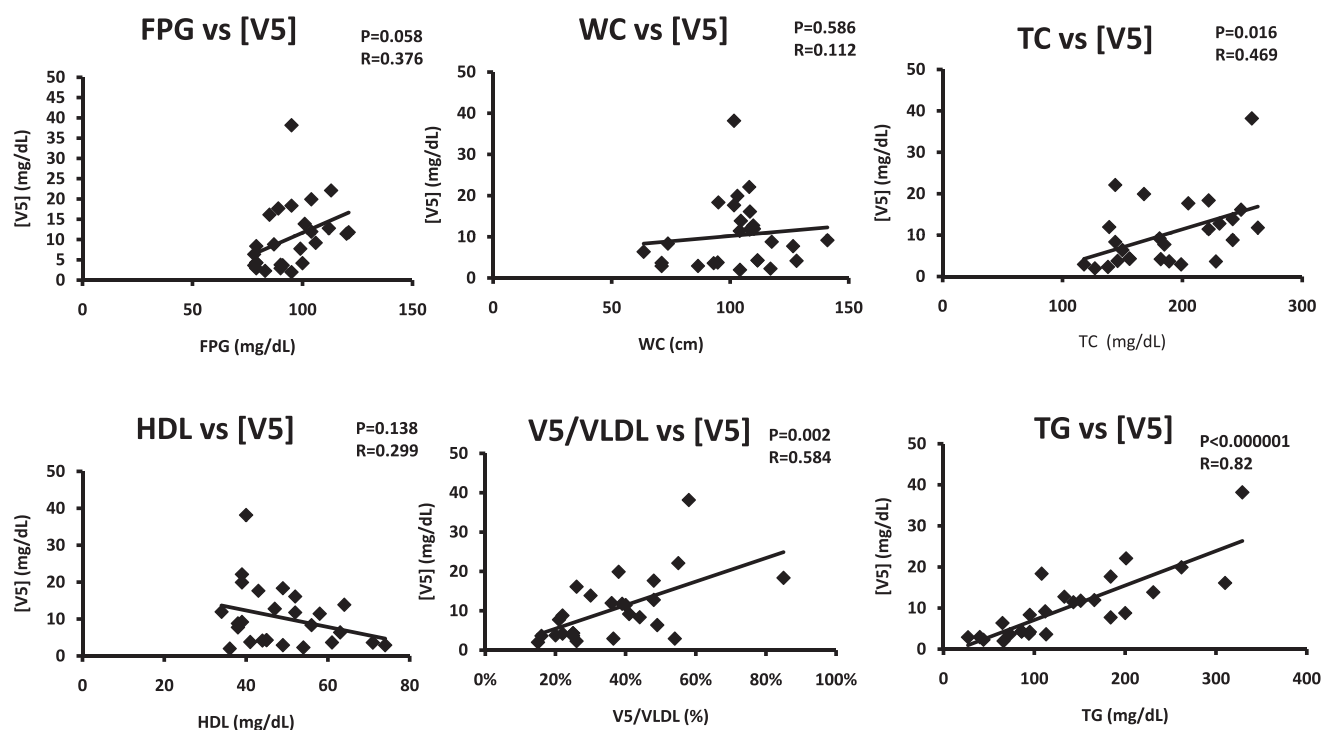 FPG vs [V5]
P=0.058
R=0.376
[V5] (mg/dL)
50
45
40
35
30
25
20
15
10
5
0
0 50 100 150
FPG (mg/dL)
WC vs [V5]
P=0.586
R=0.112
[V5] (mg/dL)
50
40
30
20
10
0
0 50 100 150
WC (cm)
TC vs [V5]
P=0.016
R=0.469
[V5] (mg/dL)
50
40
30
20
10
0
0 100 200 300
TC (mg/dL)
HDL vs [V5]
P=0.138
R=0.299
[V5] (mg/dL)
50
40
30
20
10
0
0 20 40 60 80
HDL (mg/dL)
V5/VLDL vs [V5]
P=0.002
R=0.584
[V5] (mg/dL)
50
40
30
20
10
0
0% 20% 40% 60% 80% 100%
V5/VLDL (%)
TG vs [V5]
P<0.000001
R=0.82
[V5] (mg/dL)
50
40
30
20
10
0
0 100 200 300 400
TG (mg/dL)